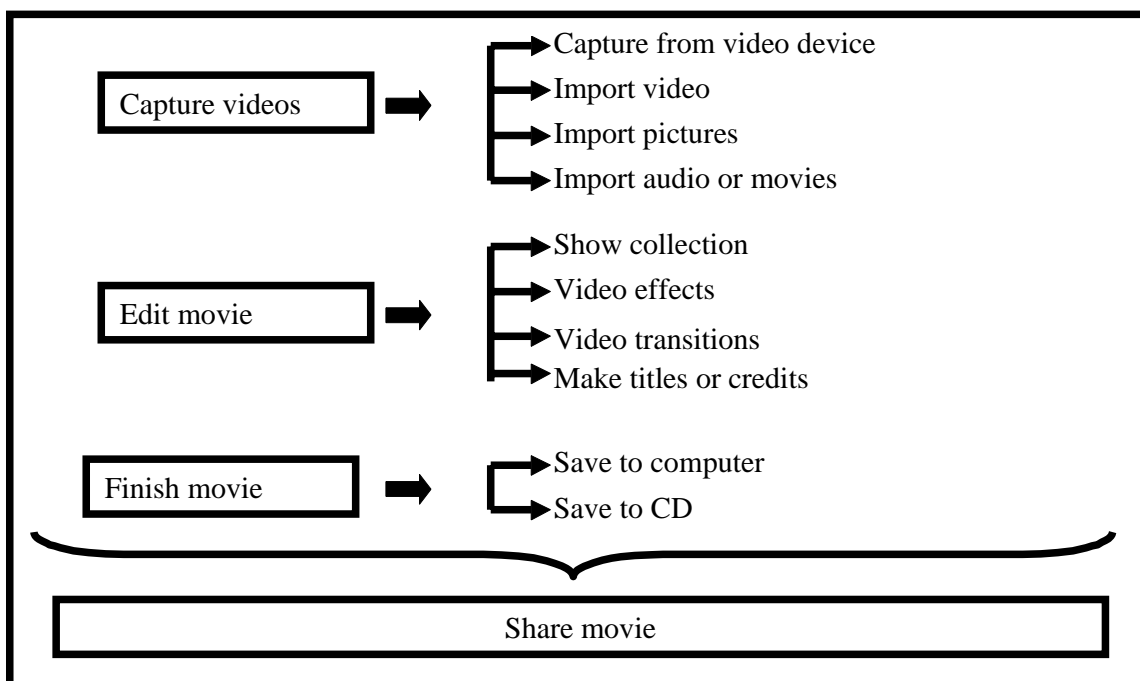 Capture videos
Capture from video device
Import video
Import pictures
Import audio or movies
Edit movie
Show collection
Video effects
Video transitions
Make titles or credits
Finish movie
Save to computer
Save to CD
Share movie